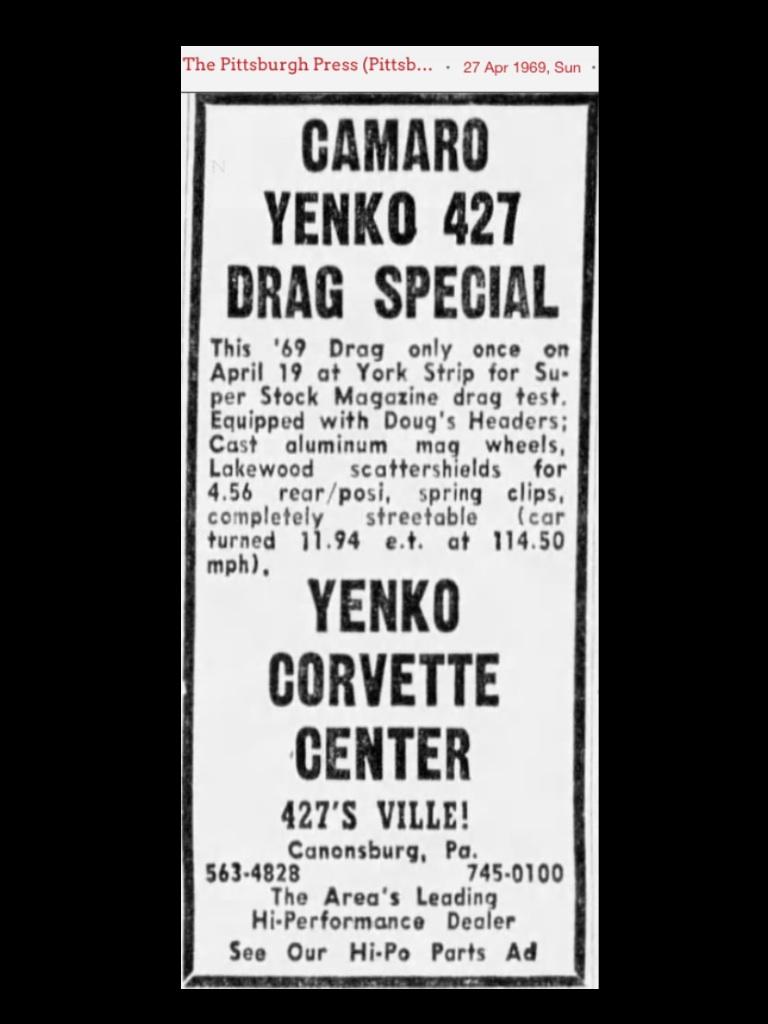 The Pittsburgh Press (Pittsb... · 27 Apr 1969, Sun ·
CAMARO
YENKO 427
DRAG SPECIAL
This '69 Drag only once on
April 19 at York Strip for Su-
per Stock Magazine drag test.
Equipped with Doug's Headers;
Cast aluminum mag wheels,
Lakewood scattershields for
4.56 rear/posi, spring clips,
completely streetable (car
turned 11.94 e.t. at 114.50
mph).
YENKO
CORVETTE
CENTER
427'S VILLE!
Canonsburg, Pa.
563-4828 745-0100
The Area's Leading
Hi-Performance Dealer
See Our Hi-Po Parts Ad